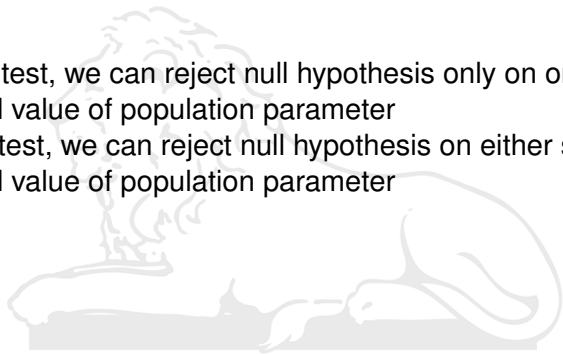 test, we can reject null hypothesis only on
value of population parameter
test, we can reject null hypothesis on either
value of population parameter